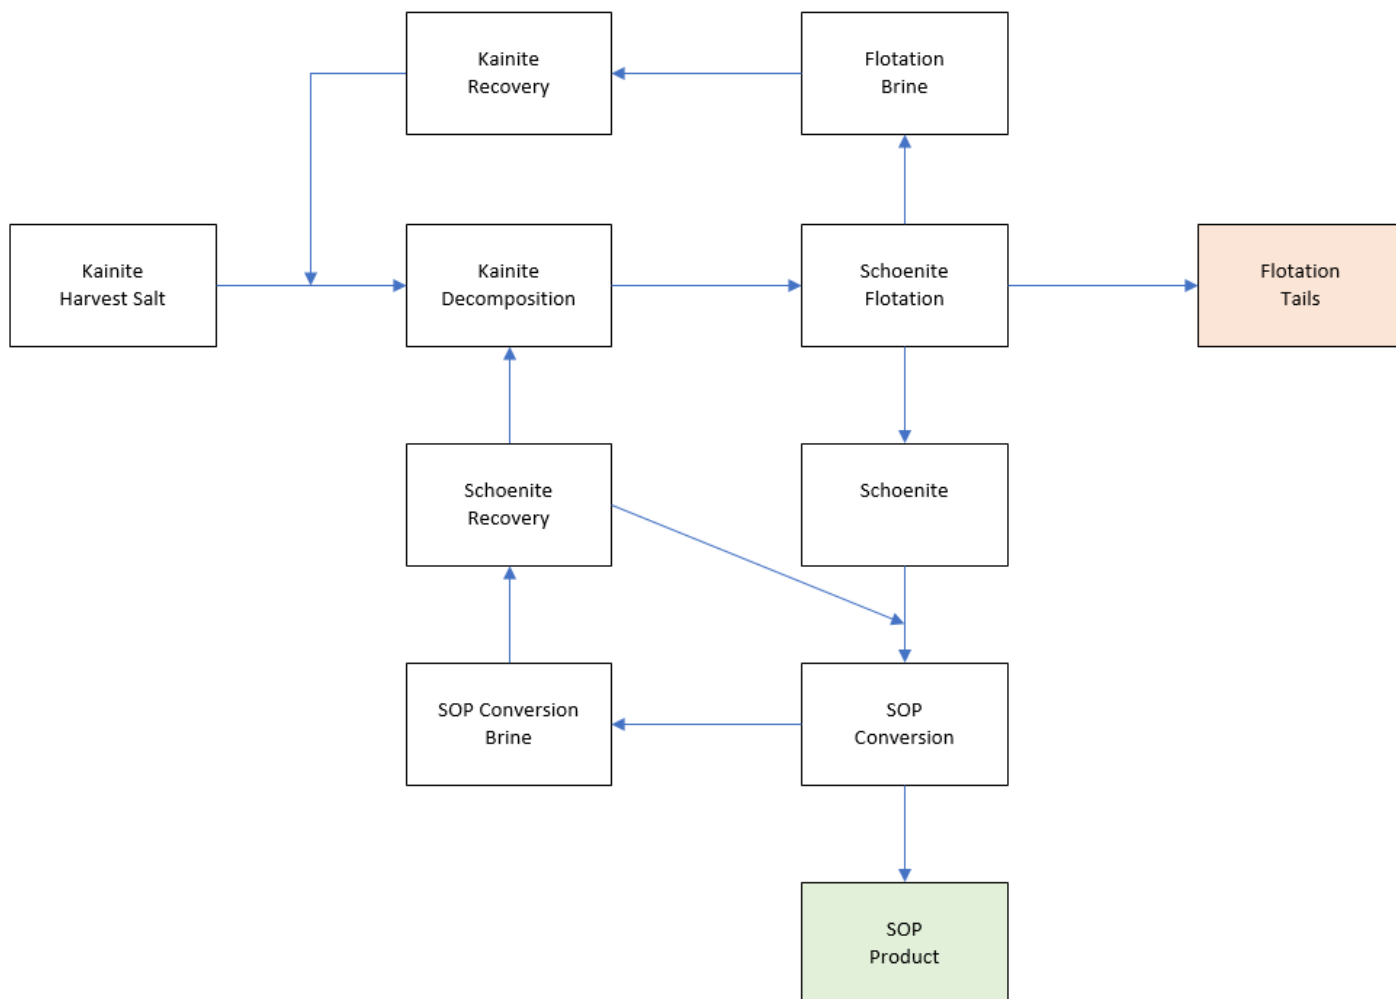 Kainite
Recovery
Flotation
Brine
Kainite
Harvest Salt
Kainite
Decomposition
Schoenite
Flotation
Flotation
Tails
Schoenite
Recovery
Schoenite
SOP Conversion
Brine
SOP
Conversion
SOP
Product